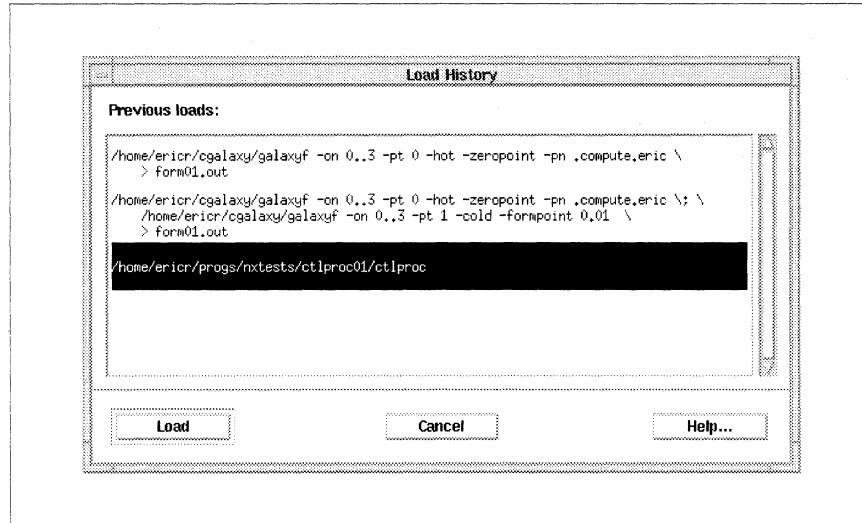 Load History
Previous loads:
/home/ericr/cgalaxy/galaxyf -on 0..3 -pt 0 -hot -zeropoint -pn .compute.eric \
> form01.out
/home/ericr/cgalaxy/galaxyf -on 0..3 -pt 0 -hot -zeropoint -pn .compute.eric \; \
/home/ericr/cgalaxy/galaxyf -on 0..3 -pt 1 -cold -formpoint 0.01 \
> form01.out
/home/ericr/progs/nxtests/ctlproc01/ctlproc
Load Cancel Help...